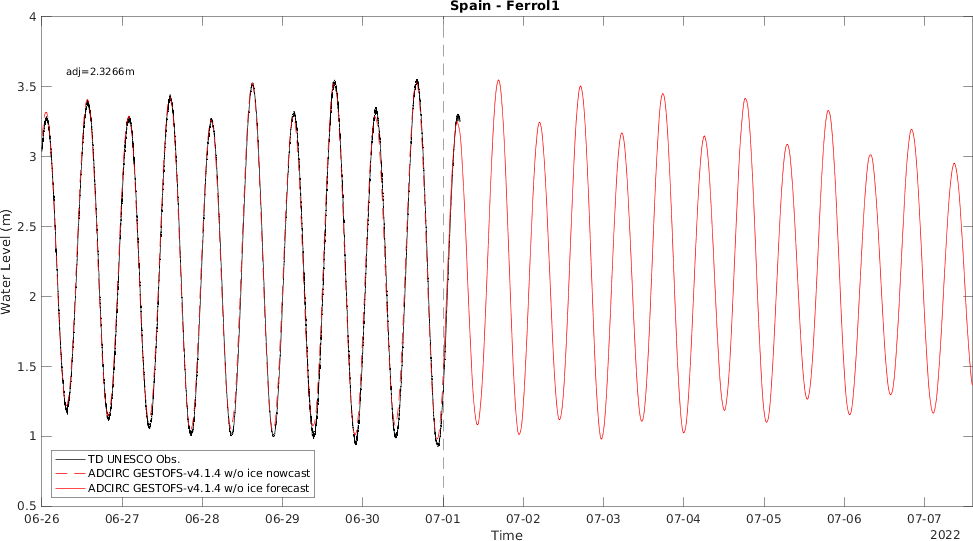 Spain - Ferrol1
4
3.5
3
2.5
2
1.5
1
0.5
Water Level (m)
adj=2.3266m
TD UNESCO Obs.
ADCIRC GESTOFS-v4.1.4 w/o ice nowcast
ADCIRC GESTOFS-v4.1.4 w/o ice forecast
06-26 06-27 06-28 06-29 06-30 07-01 07-02 07-03 07-04 07-05 07-06 07-07
Time
2022